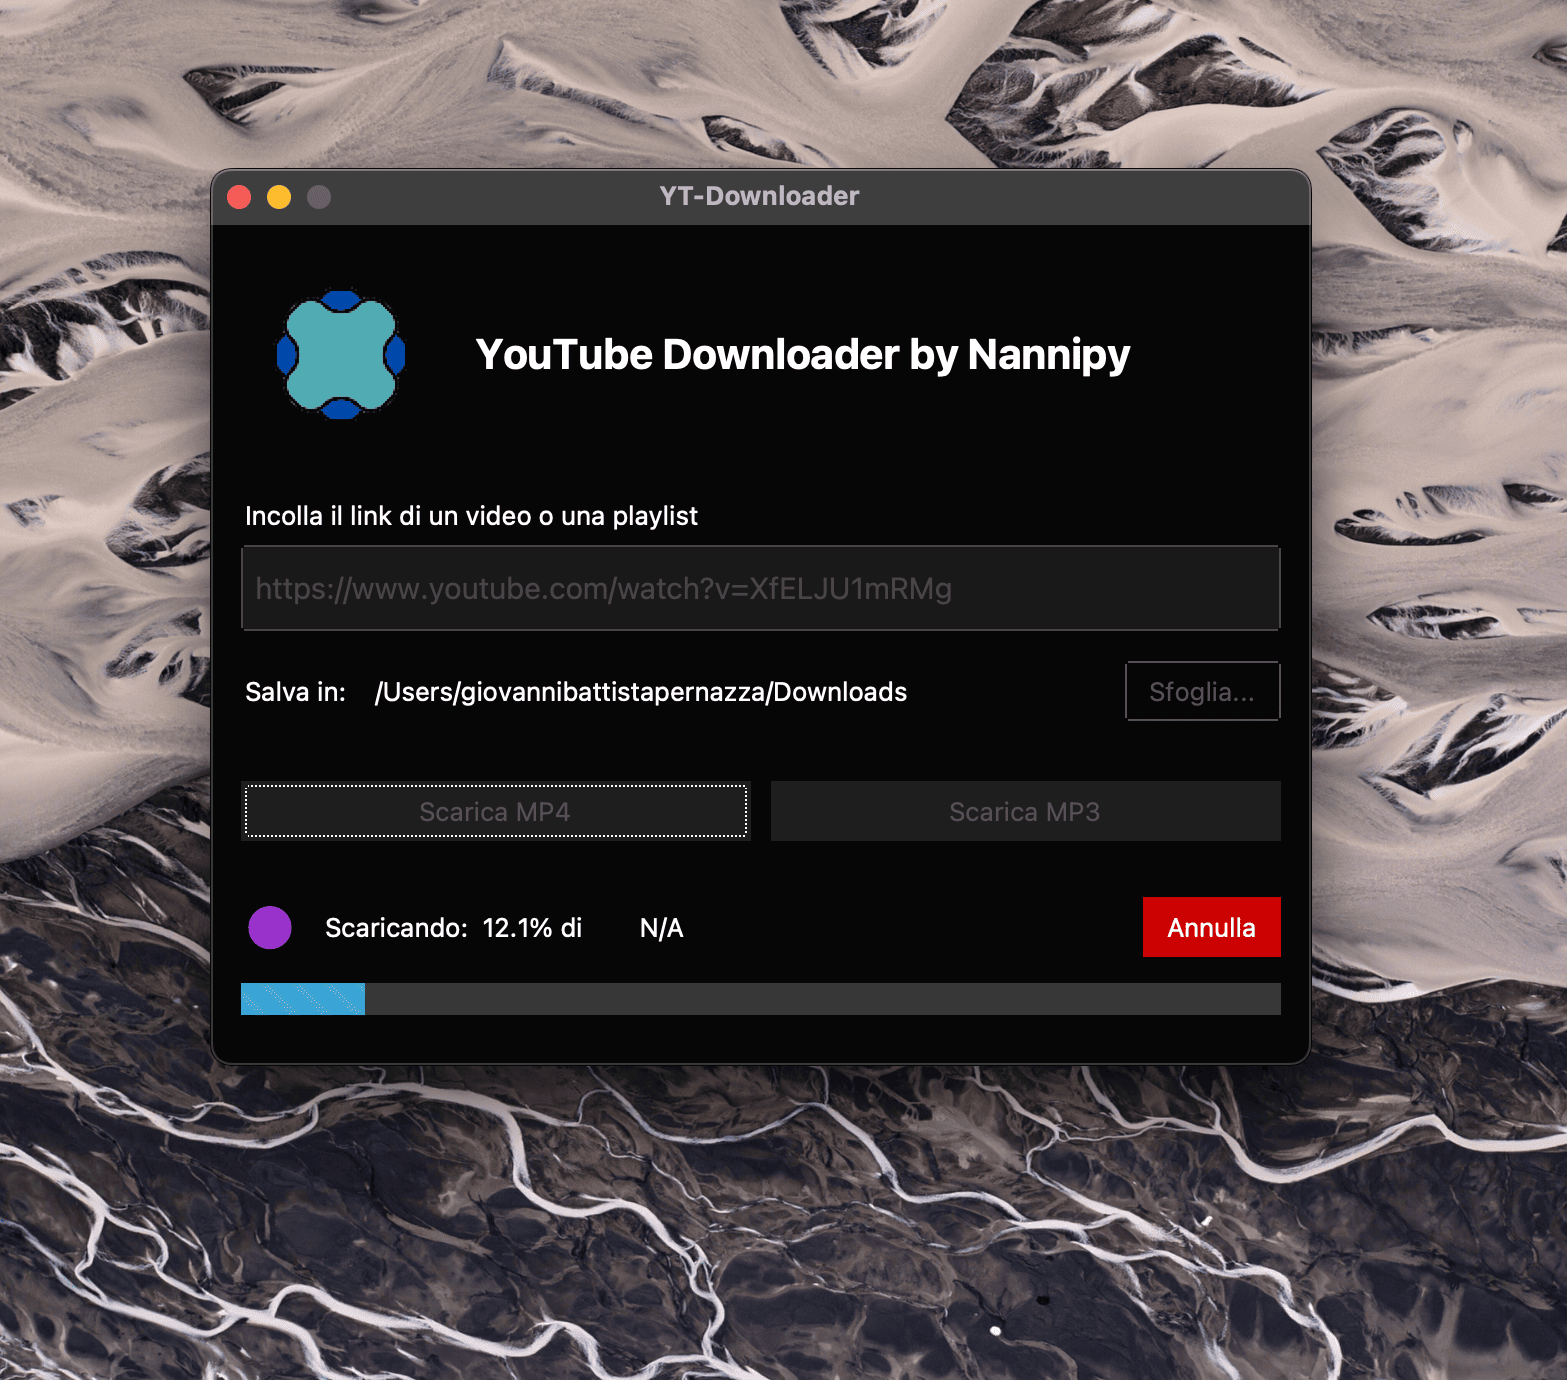 YT-Downloader
YouTube Downloader by Nannipy
Incolla il link di un video o una playlist
https://www.youtube.com/watch?v=XfELJU1mRMg
Salva in: /Users/giovannibattistapernazza/Downloads Sfoglia...
Scarica MP4 Scarica MP3
Scaricando: 12.1% di N/A Annulla